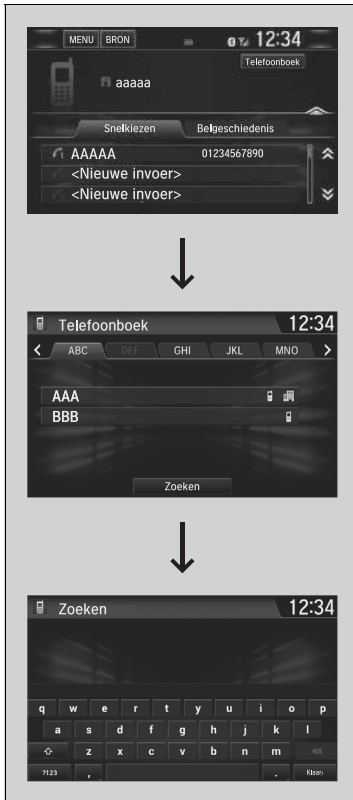 MENU BRON 12:34
Telefoonboek
aaaaa
Snelkiezen Belgeschiedenis
AAAAA 01234567890
<Nieuwe invoer>
<Nieuwe invoer>
Telefoonboek 12:34
ABC DEF GHI JKL MNO
AAA
BBB
Zoeken
Zoeken 12:34
q w e r t y u i o p
a s d f g h j k l
z x c v b n m
?123 , . Klaar